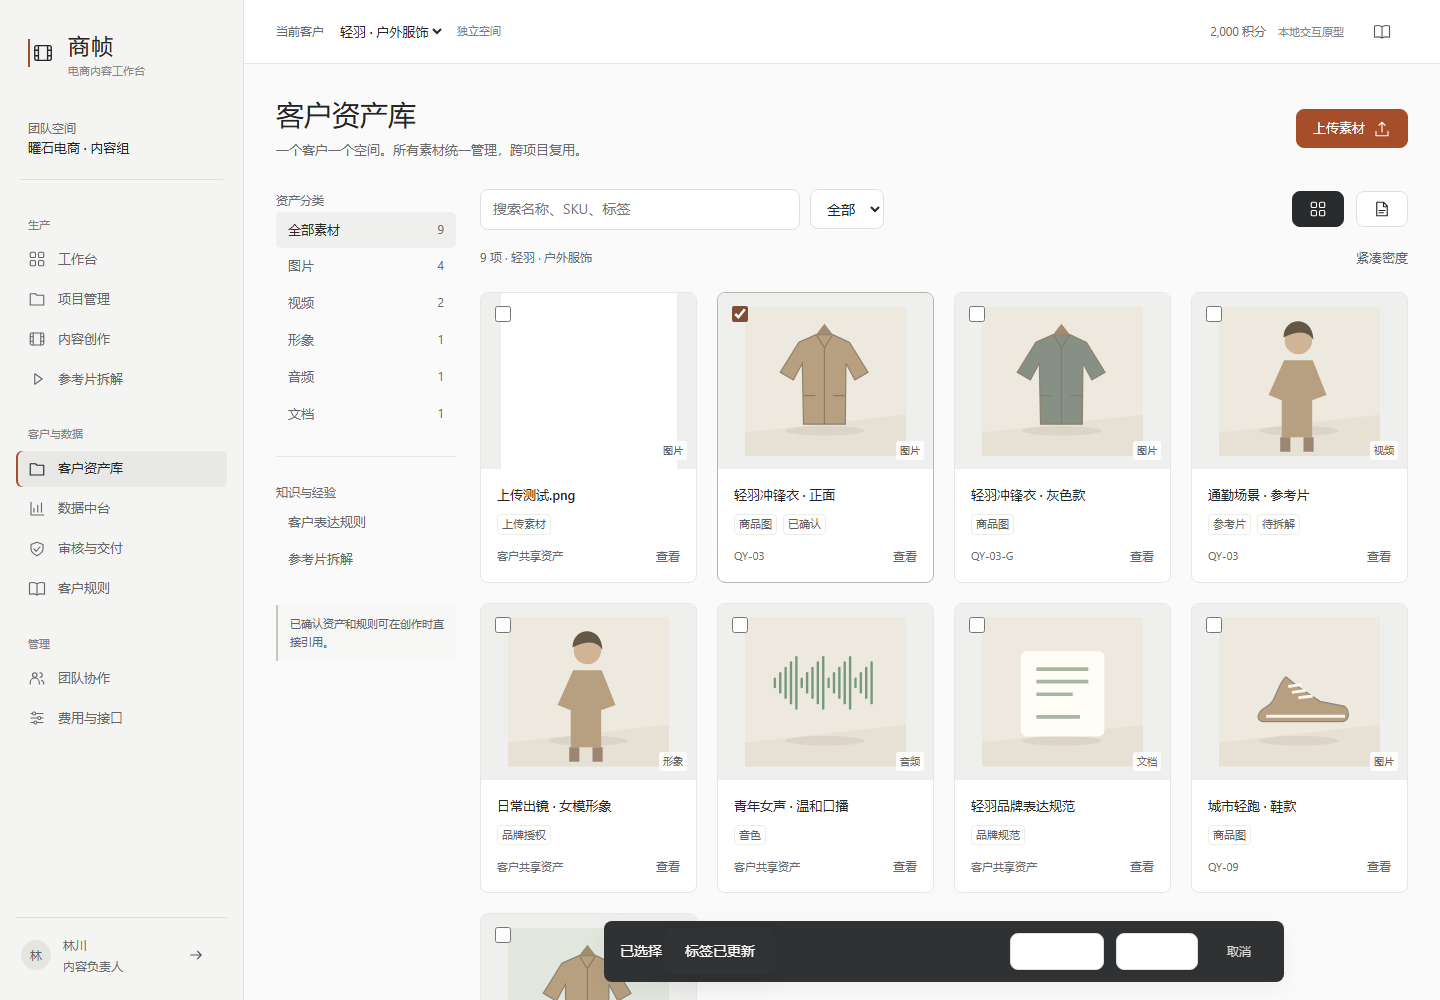 商帧
电商内容工作台
团队空间
曜石电商 · 内容组
生产
工作台
项目管理
内容创作
参考片拆解
客户与数据
客户资产库
数据中台
审核与交付
客户规则
管理
团队协作
费用与接口
林
林川
内容负责人
当前客户
轻羽 · 户外服饰
独立空间
2,000 积分
本地交互原型
客户资产库
一个客户一个空间。所有素材统一管理，跨项目复用。
上传素材
资产分类
全部素材 9
图片 4
视频 2
形象 1
音频 1
文档 1
知识与经验
客户表达规则
参考片拆解
已确认资产和规则可在创作时直
接引用。
搜索名称、SKU、标签
全部
9 项 · 轻羽 · 户外服饰
紧凑密度
图片
上传测试.png
上传素材
客户共享资产 查看
图片
轻羽冲锋衣 · 正面
商品图 已确认
QY-03 查看
图片
轻羽冲锋衣 · 灰色款
商品图
QY-03-G 查看
视频
通勤场景 · 参考片
参考片 待拆解
QY-03 查看
形象
日常出镜 · 女模形象
品牌授权
客户共享资产 查看
音频
青年女声 · 温和口播
音色
客户共享资产 查看
文档
轻羽品牌表达规范
品牌规范
客户共享资产 查看
图片
城市轻跑 · 鞋款
商品图
QY-09 查看
已选择 标签已更新
取消